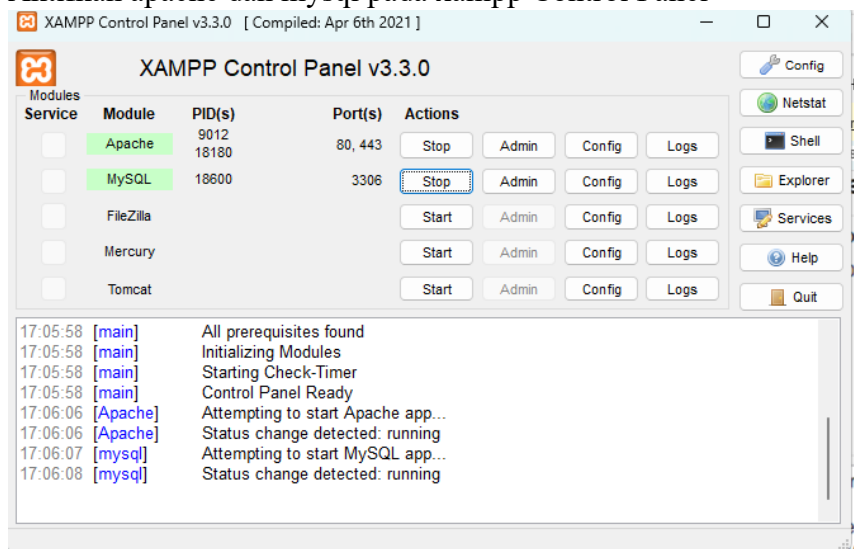 XAMPP Control Panel v3.3.0 [ Compiled: Apr 6th 2021 ]
XAMPP Control Panel v3.3.0
Config
Modules
Netstat
Service Module PID(s) Port(s) Actions
Apache 9012 18180 80, 443 Stop Admin Config Logs
Shell
MySQL 18600 3306 Stop Admin Config Logs
Explorer
FileZilla Start Admin Config Logs
Services
Mercury Start Admin Config Logs
Help
Tomcat Start Admin Config Logs
Quit
17:05:58 [main] All prerequisites found
17:05:58 [main] Initializing Modules
17:05:58 [main] Starting Check-Timer
17:05:58 [main] Control Panel Ready
17:06:06 [Apache] Attempting to start Apache app...
17:06:06 [Apache] Status change detected: running
17:06:07 [mysql] Attempting to start MySQL app...
17:06:08 [mysql] Status change detected: running